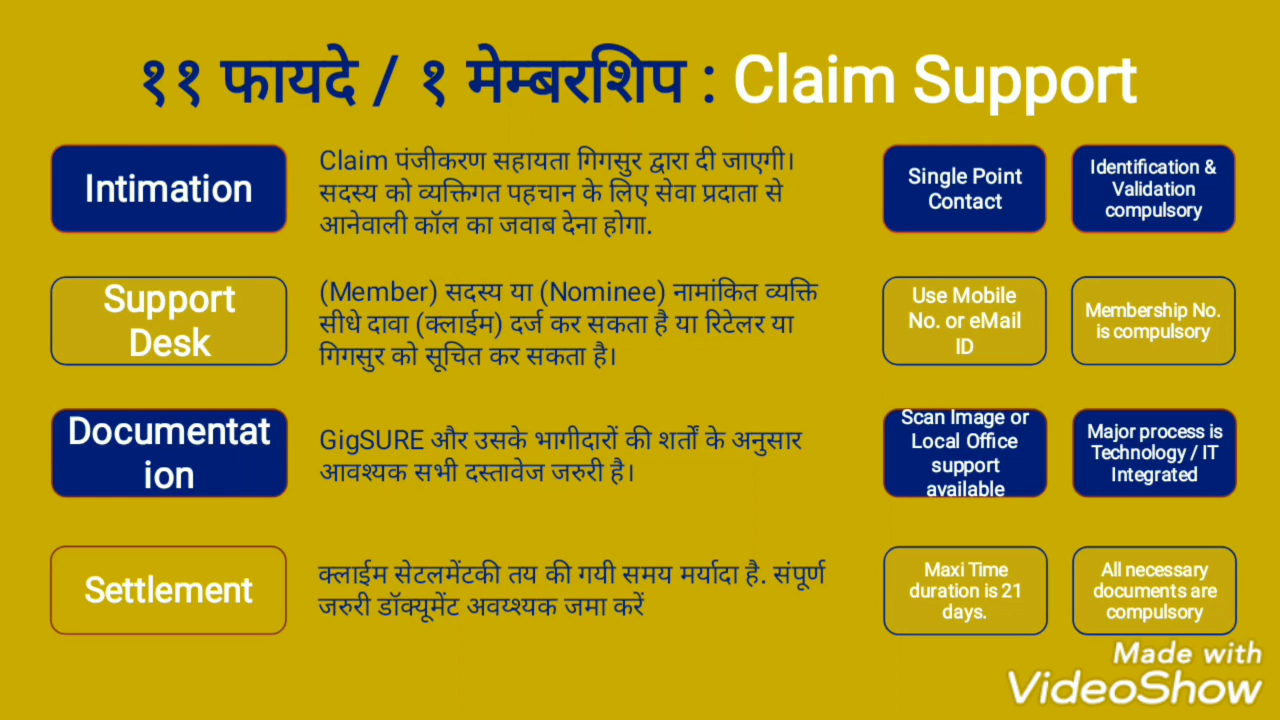 ११ फायदे / १ मेम्बरशिप : Claim Support
Intimation
Claim पंजीकरण सहायता गिगसुर द्वारा दी जाएगी।
सदस्य को व्यक्तिगत पहचान के लिए सेवा प्रदाता से
आनेवाली कॉल का जवाब देना होगा.
Single Point
Contact
Identification &
Validation
compulsory
Support
Desk
(Member) सदस्य या (Nominee) नामांकित व्यक्ति
सीधे दावा (क्लाईम) दर्ज कर सकता है या रिटेलर या
गिगसुर को सूचित कर सकता है।
Use Mobile
No. or eMail
ID
Membership No.
is compulsory
Documentat
ion
GigSURE और उसके भागीदारों की शर्तों के अनुसार
आवश्यक सभी दस्तावेज जरुरी है।
Scan Image or
Local Office
support
available
Major process is
Technology / IT
Integrated
Settlement
क्लाईम सेटलमेंटकी तय की गयी समय मर्यादा है. संपूर्ण
जरुरी डॉक्यूमेंट अवय्श्यक जमा करें
Maxi Time
duration is 21
days.
All necessary
documents are
compulsory
Made with
VideoShow